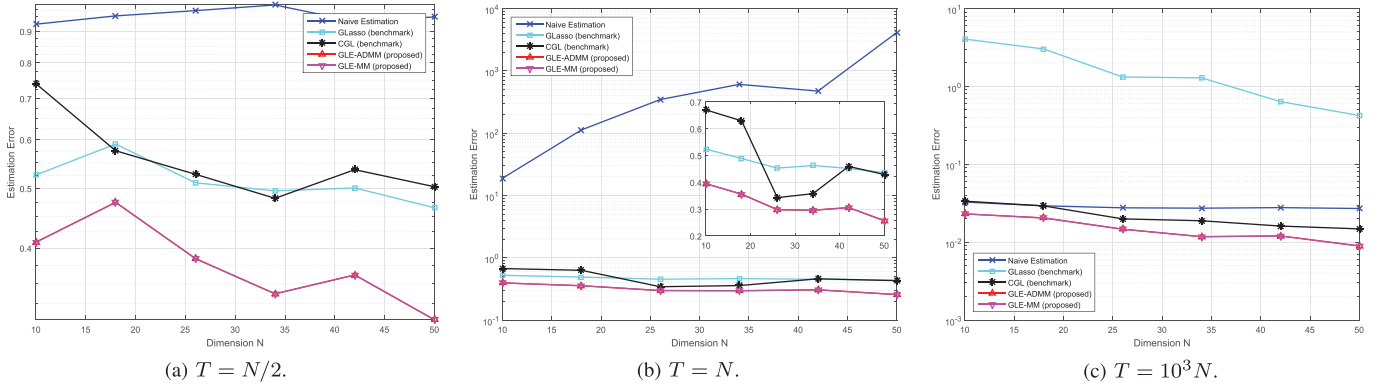 0.9
0.8
0.7
0.6
0.5
0.4
Estimation Error
10 15 20 25 30 35 40 45 50
Dimension N
Naive Estimation
GLasso (benchmark)
CGL (benchmark)
GLE-ADMM (proposed)
GLE-MM (proposed)
(a) T = N/2.
10^4
10^3
10^2
10^1
10^0
10^-1
Estimation Error
10 15 20 25 30 35 40 45 50
Dimension N
Naive Estimation
GLasso (benchmark)
CGL (benchmark)
GLE-ADMM (proposed)
GLE-MM (proposed)
0.7
0.6
0.5
0.4
0.3
0.2
10 15 20 25 30 35 40 45 50
(b) T = N.
10^1
10^0
10^-1
10^-2
10^-3
Estimation Error
10 15 20 25 30 35 40 45 50
Dimension N
Naive Estimation
GLasso (benchmark)
CGL (benchmark)
GLE-ADMM (proposed)
GLE-MM (proposed)
(c) T = 10^3 N.